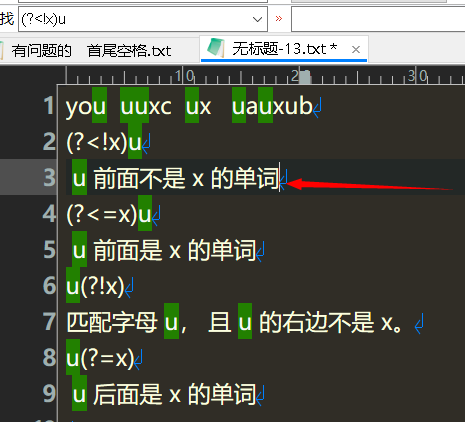 找 (?<!x)u
有问题的 首尾空格.txt 无标题-13.txt *
10 20 30
1 you uuxc ux uauxub
2 (?<!x)u
3 u 前面不是 x 的单词
4 (?<=x)u
5 u 前面是 x 的单词
6 u(?!x)
7 匹配字母 u， 且 u 的右边不是 x。
8 u(?=x)
9 u 后面是 x 的单词